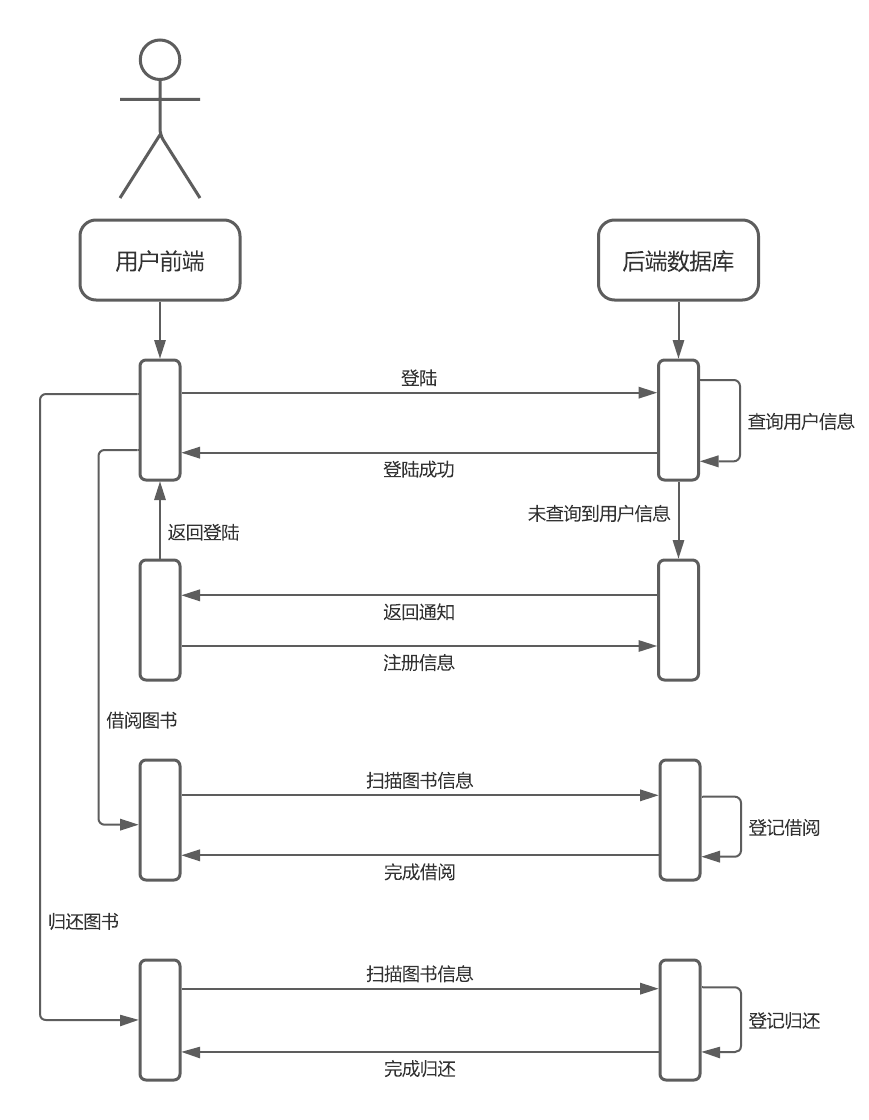 用户前端
后端数据库
登陆
查询用户信息
登陆成功
未查询到用户信息
返回登陆
返回通知
注册信息
借阅图书
扫描图书信息
登记借阅
完成借阅
归还图书
扫描图书信息
登记归还
完成归还